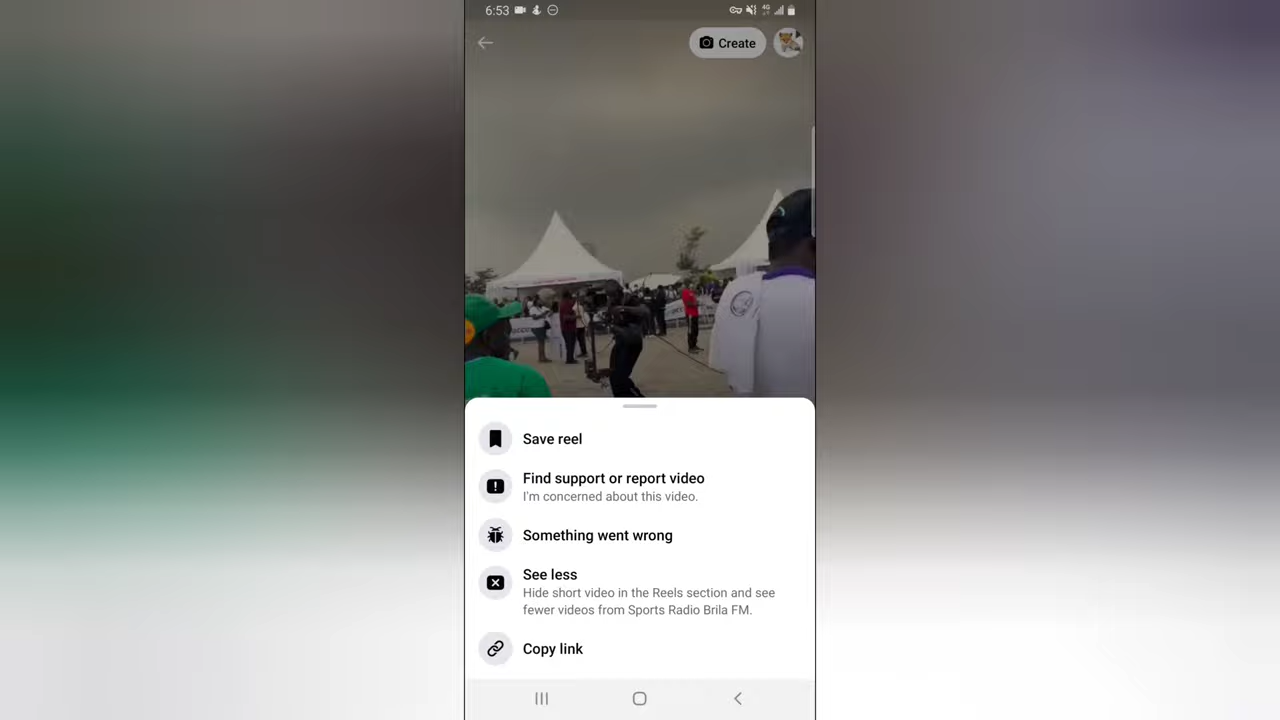 6:53
4G
Create
Save reel
Find support or report video
I'm concerned about this video.
Something went wrong
See less
Hide short video in the Reels section and see
fewer videos from Sports Radio Brila FM.
Copy link